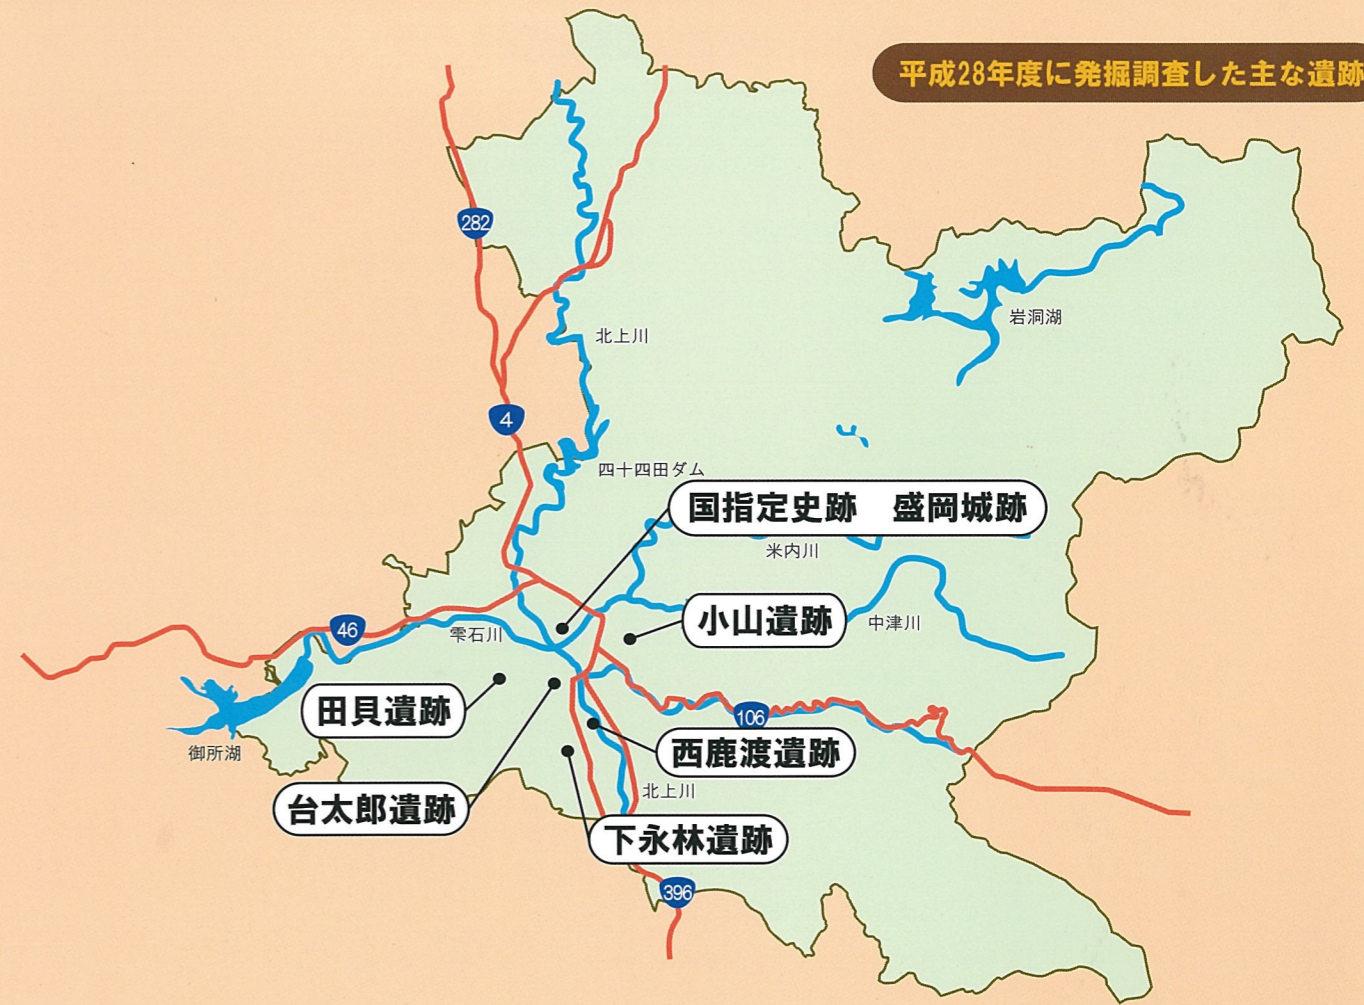 平成28年度に発掘調査した主な遺跡
282
岩洞湖
北上川
4
四十四田ダム
国指定史跡　盛岡城跡
米内川
小山遺跡
中津川
46
雫石川
田貝遺跡
106
西鹿渡遺跡
御所湖
北上川
台太郎遺跡
下永林遺跡
396